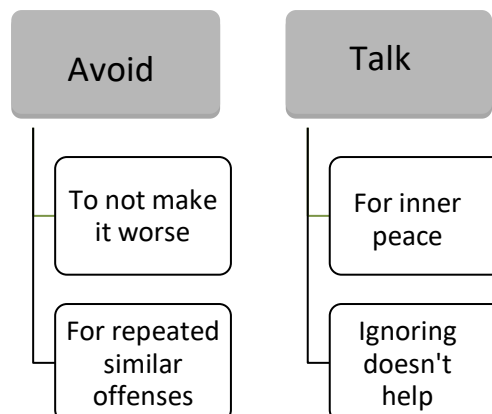 Avoid
To not make
it worse
For repeated
similar
offenses
Talk
For inner
peace
Ignoring
doesn't
help